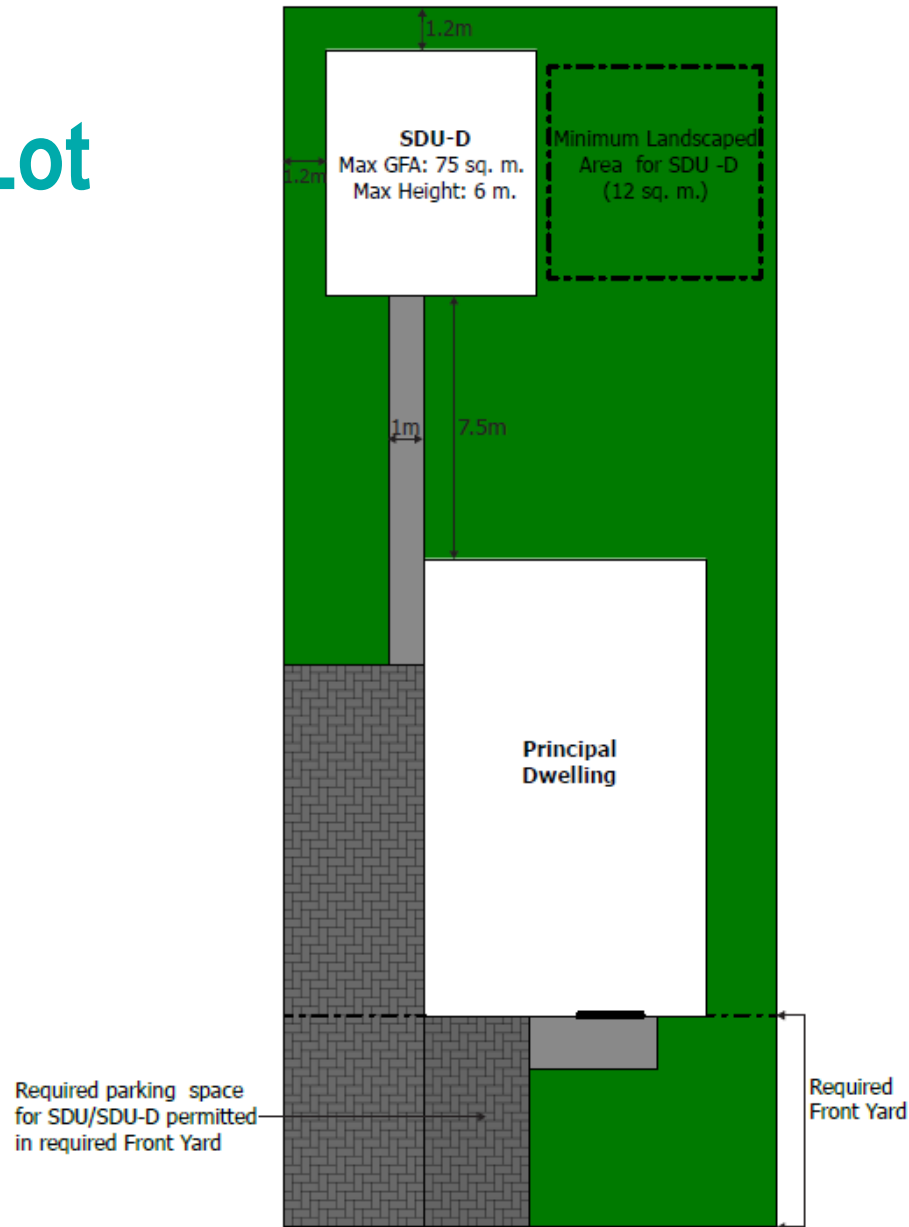 Lot
1.2m
SDU-D
Max GFA: 75 sq. m.
Max Height: 6 m.
Minimum Landscaped
Area for SDU -D
(12 sq. m.)
1.2m
1m
7.5m
Principal
Dwelling
Required parking space
for SDU/SDU-D permitted
in required Front Yard
Required
Front Yard